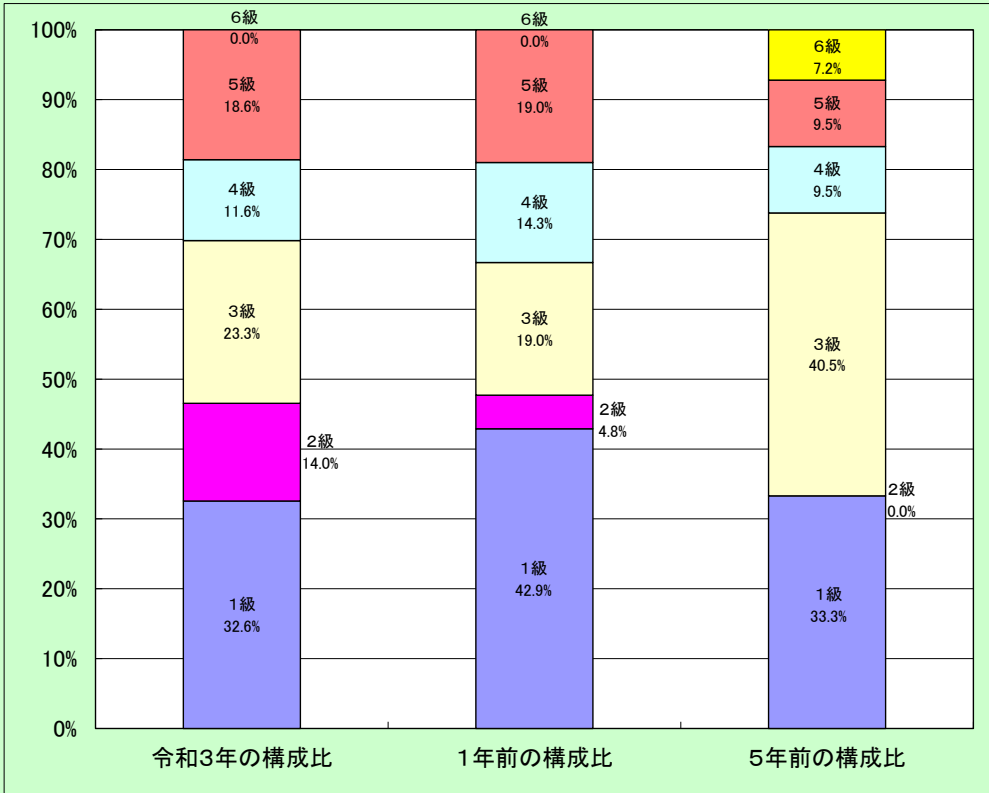 100%
90%
80%
70%
60%
50%
40%
30%
20%
10%
0%
6級
0.0%
5級
18.6%
4級
11.6%
3級
23.3%
2級
14.0%
1級
32.6%
6級
0.0%
5級
19.0%
4級
14.3%
3級
19.0%
2級
4.8%
1級
42.9%
6級
7.2%
5級
9.5%
4級
9.5%
3級
40.5%
2級
0.0%
1級
33.3%
令和3年の構成比
1年前の構成比
5年前の構成比